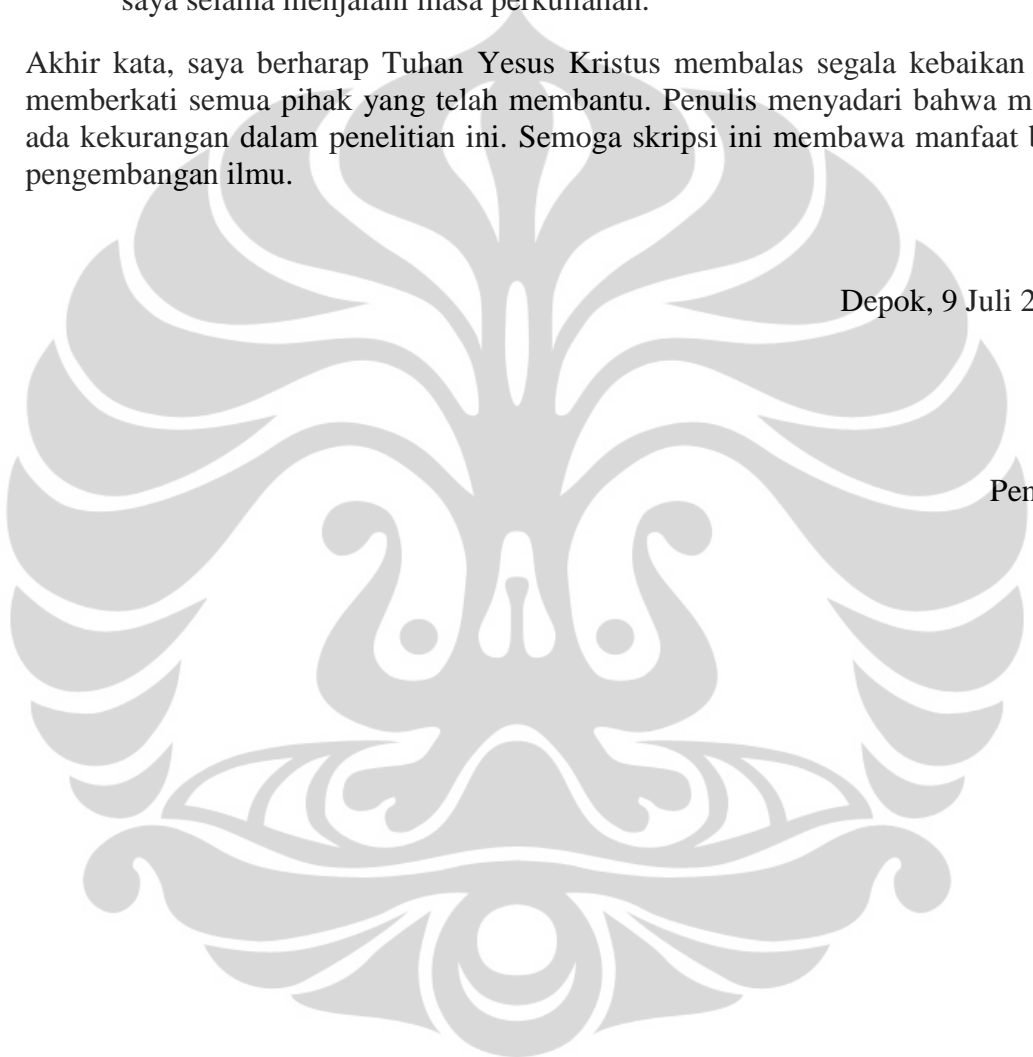 saya selama menjalani masa perkuliahan.
Akhir kata, saya berharap Tuhan Yesus Kristus membalas segala kebaikan
memberkati semua pihak yang telah membantu. Penulis menyadari bahwa
ada kekurangan dalam penelitian ini. Semoga skripsi ini membawa manfaat
pengembangan ilmu.
Depok, 9 Juli